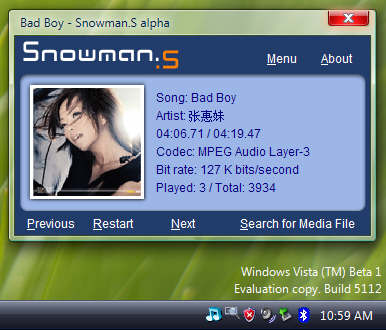 Bad Boy - Snowman.S alpha
Snowman.S
Menu About
Song: Bad Boy
Artist: 张惠妹
04:06.71 / 04:19.47
Codec: MPEG Audio Layer-3
Bit rate: 127 K bits/second
Played: 3 / Total: 3934
Previous Restart Next Search for Media File
Windows Vista (TM) Beta 1
Evaluation copy. Build 5112
10:59 AM